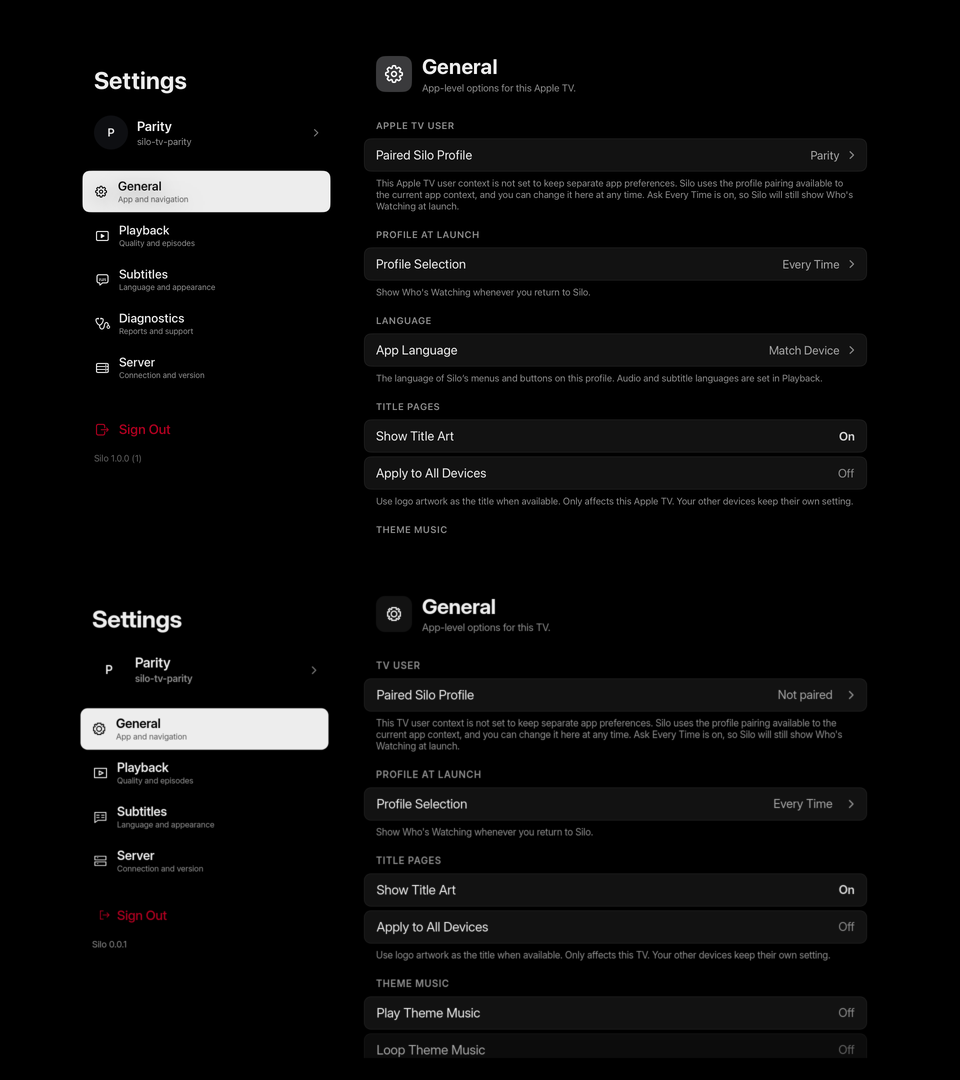 Settings
P
Parity
silo-tv-parity
General
App and navigation
Playback
Quality and episodes
Subtitles
Language and appearance
Diagnostics
Reports and support
Server
Connection and version
Sign Out
Silo 1.0.0 (1)
General
App-level options for this Apple TV.
APPLE TV USER
Paired Silo Profile
Parity
This Apple TV user context is not set to keep separate app preferences. Silo uses the profile pairing available to
the current app context, and you can change it here at any time. Ask Every Time is on, so Silo will still show Who's
Watching at launch.
PROFILE AT LAUNCH
Profile Selection
Every Time
Show Who's Watching whenever you return to Silo.
LANGUAGE
App Language
Match Device
The language of Silo's menus and buttons on this profile. Audio and subtitle languages are set in Playback.
TITLE PAGES
Show Title Art
On
Apply to All Devices
Off
Use logo artwork as the title when available. Only affects this Apple TV. Your other devices keep their own setting.
THEME MUSIC
Settings
P
Parity
silo-tv-parity
General
App and navigation
Playback
Quality and episodes
Subtitles
Language and appearance
Server
Connection and version
Sign Out
Silo 0.0.1
General
App-level options for this TV.
TV USER
Paired Silo Profile
Not paired
This TV user context is not set to keep separate app preferences. Silo uses the profile pairing available to the
current app context, and you can change it here at any time. Ask Every Time is on, so Silo will still show Who's
Watching at launch.
PROFILE AT LAUNCH
Profile Selection
Every Time
Show Who's Watching whenever you return to Silo.
TITLE PAGES
Show Title Art
On
Apply to All Devices
Off
Use logo artwork as the title when available. Only affects this TV. Your other devices keep their own setting.
THEME MUSIC
Play Theme Music
Off
Loop Theme Music
Off